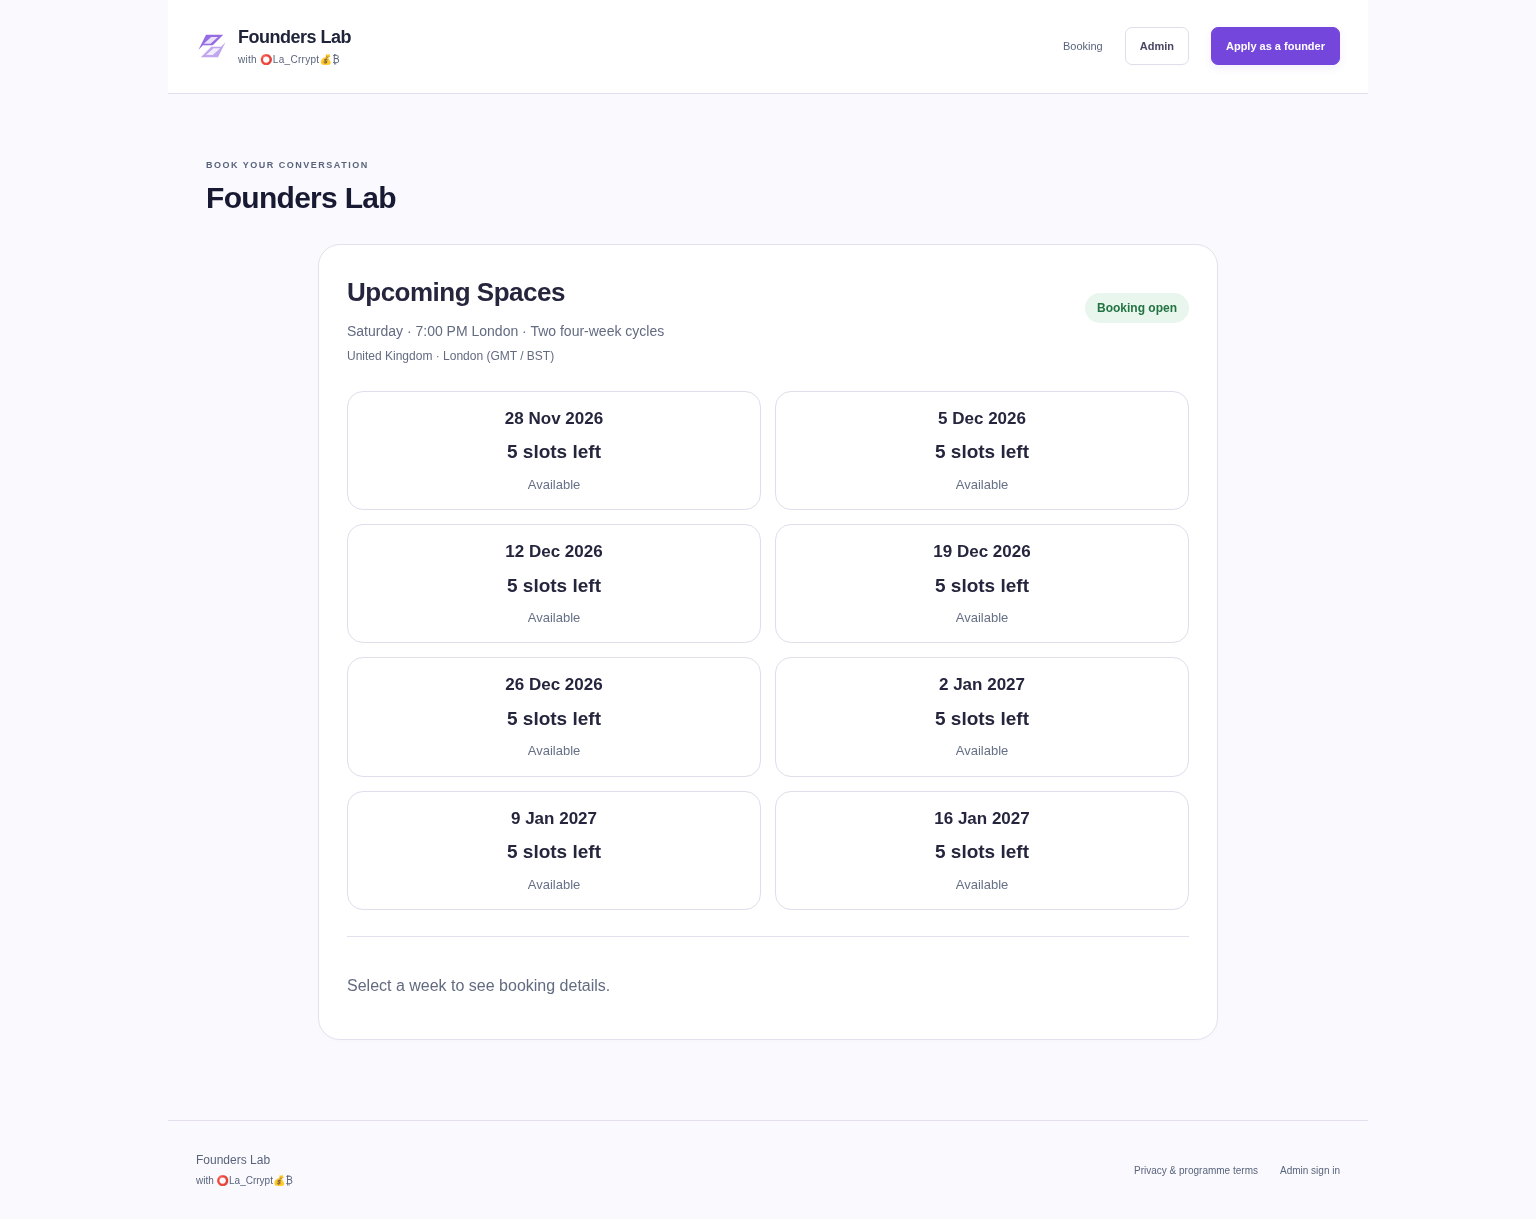 Founders Lab
with ⭕La_Crrypt💰₿
Booking
Admin
Apply as a founder
BOOK YOUR CONVERSATION
Founders Lab
Upcoming Spaces
Saturday · 7:00 PM London · Two four-week cycles
United Kingdom · London (GMT / BST)
Booking open
28 Nov 2026
5 slots left
Available
5 Dec 2026
5 slots left
Available
12 Dec 2026
5 slots left
Available
19 Dec 2026
5 slots left
Available
26 Dec 2026
5 slots left
Available
2 Jan 2027
5 slots left
Available
9 Jan 2027
5 slots left
Available
16 Jan 2027
5 slots left
Available
Select a week to see booking details.
Founders Lab
with ⭕La_Crrypt💰₿
Privacy & programme terms
Admin sign in